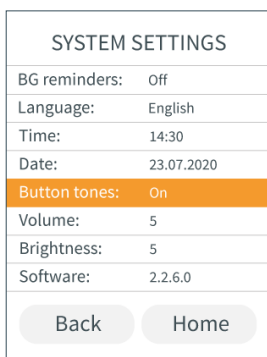 SYSTEM SETTINGS
BG reminders: Off
Language: English
Time: 14:30
Date: 23.07.2020
Button tones: On
Volume: 5
Brightness: 5
Software: 2.2.6.0
Back Home